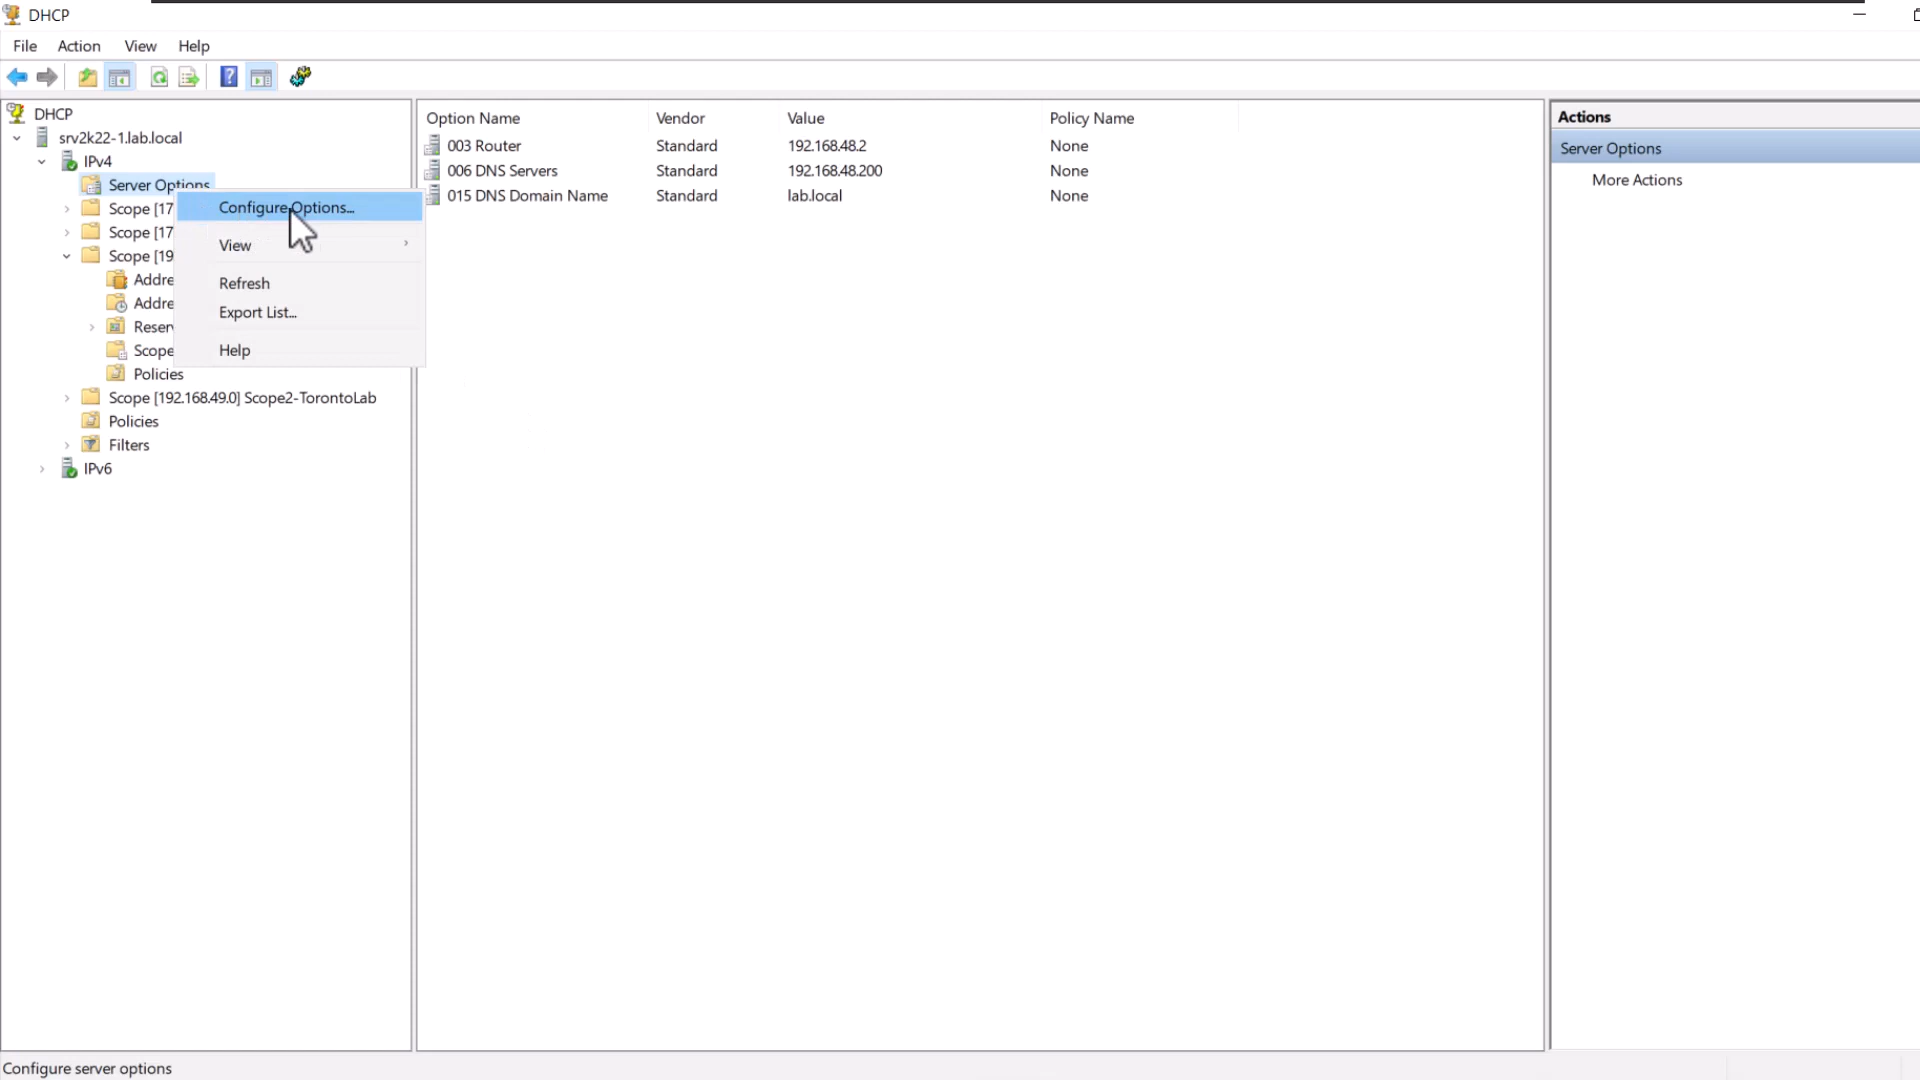 DHCP
File Action View Help
DHCP
srv2k22-1.lab.local
IPv4
Server Options
Scope [17
Scope [17
Scope [19
Addre
Addre
Reserv
Scope
Policies
Scope [192.168.49.0] Scope2-TorontoLab
Policies
Filters
IPv6
Configure Options...
View
Refresh
Export List...
Help
Option Name Vendor Value Policy Name
003 Router Standard 192.168.48.2 None
006 DNS Servers Standard 192.168.48.200 None
015 DNS Domain Name Standard lab.local None
Actions
Server Options
More Actions
Configure server options